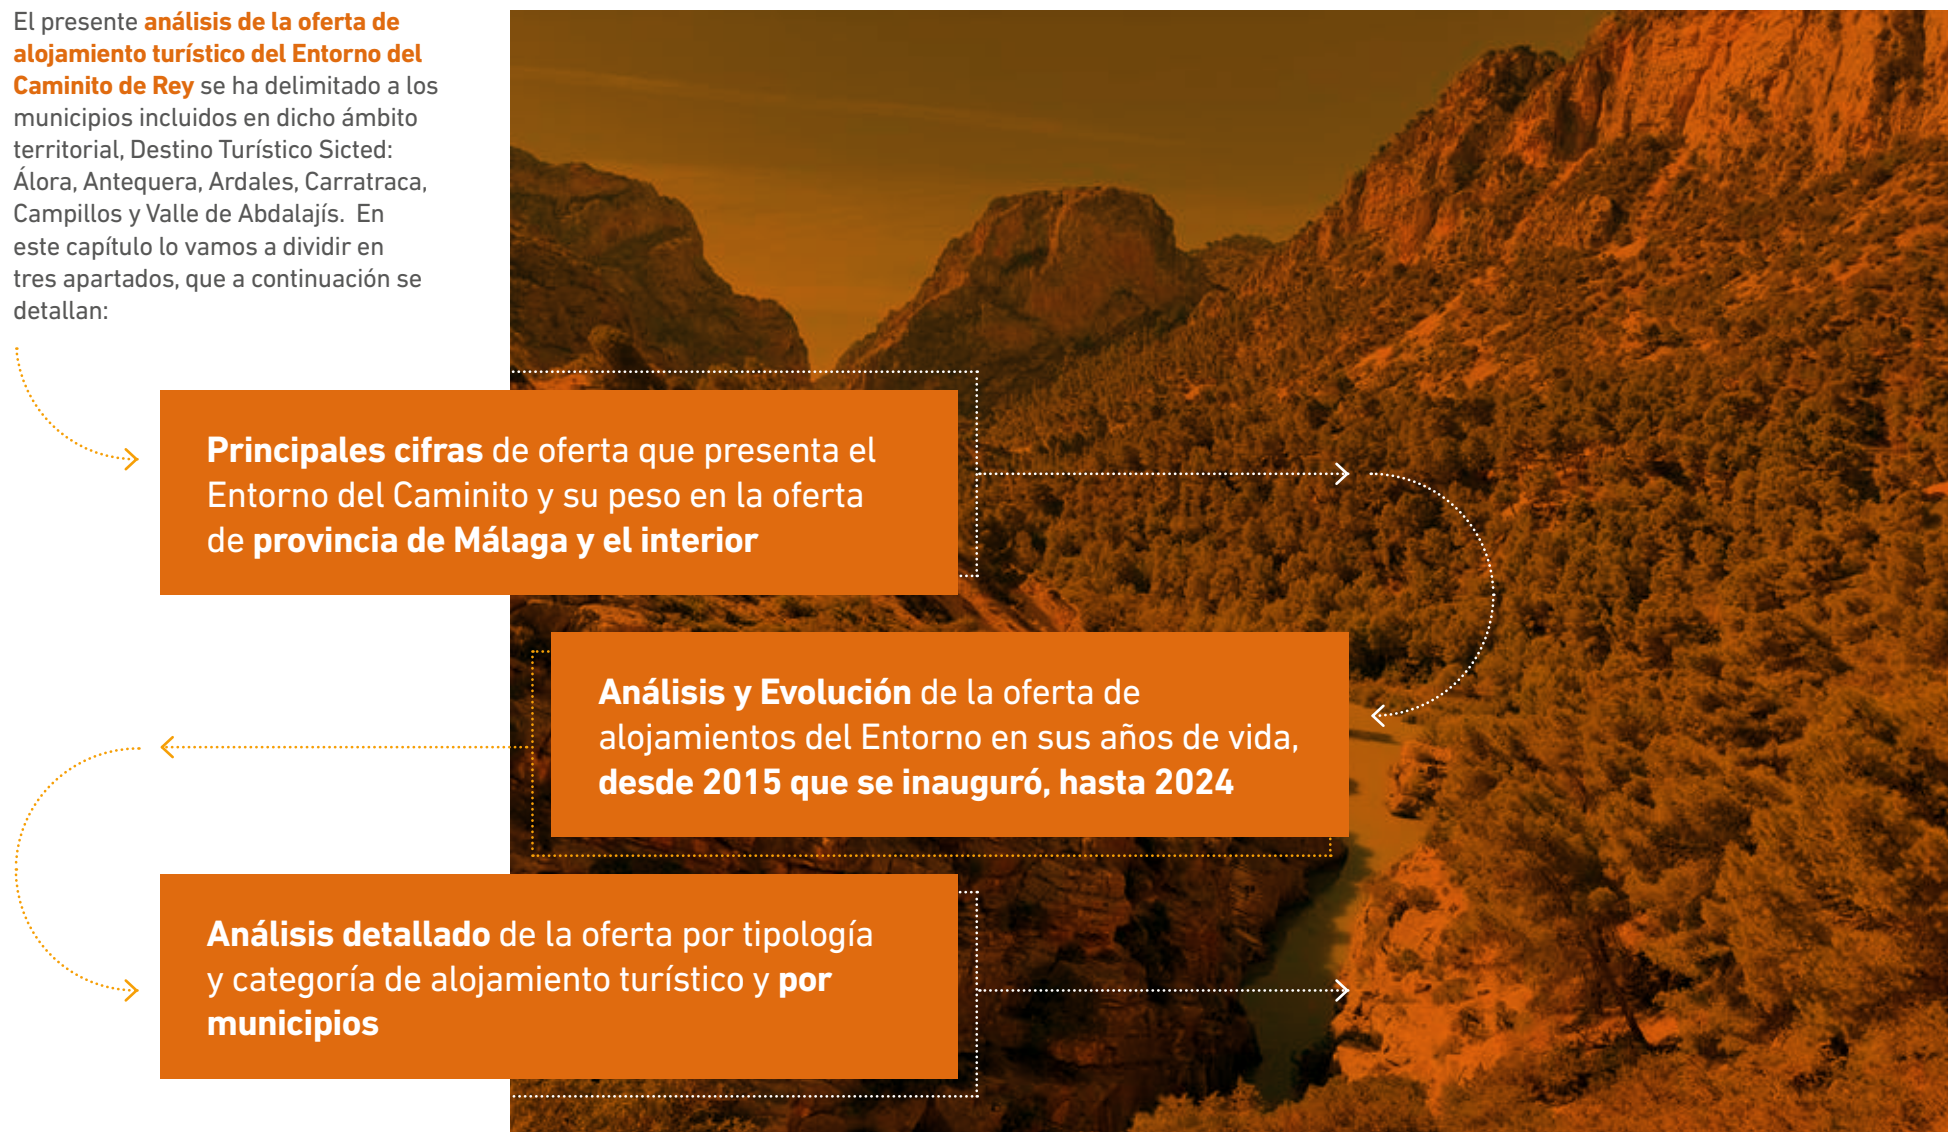 El presente análisis de la oferta de
alojamiento turístico del Entorno del
Caminito de Rey se ha delimitado a los
municipios incluidos en dicho ámbito
territorial, Destino Turístico Sicted:
Álora, Antequera, Ardales, Carratraca,
Campillos y Valle de Abdalajís. En
este capítulo lo vamos a dividir en
tres apartados, que a continuación se
detallan:
Principales cifras de oferta que presenta el
Entorno del Caminito y su peso en la oferta
de provincia de Málaga y el interior
Análisis y Evolución de la oferta de
alojamientos del Entorno en sus años de vida,
desde 2015 que se inauguró, hasta 2024
Análisis detallado de la oferta por tipología
y categoría de alojamiento turístico y por
municipios